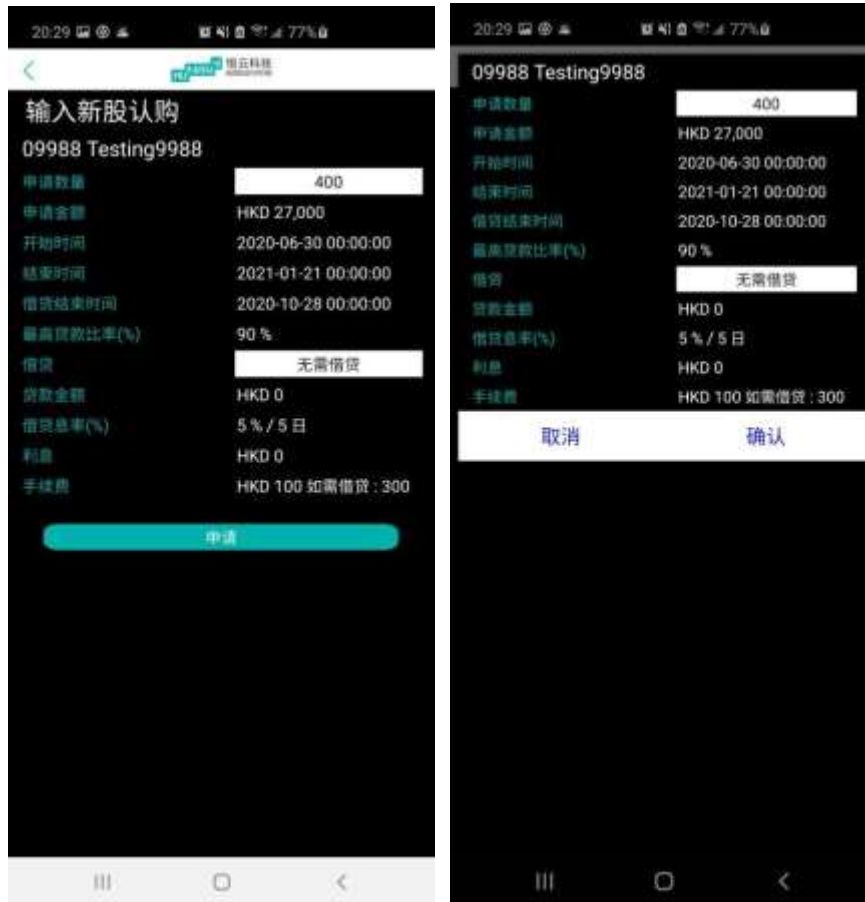 20:29 77%
恒云科技
输入新股认购
09988 Testing9988
申请数量 400
申请金额 HKD 27,000
开始时间 2020-06-30 00:00:00
结束时间 2021-01-21 00:00:00
借贷结束时间 2020-10-28 00:00:00
最高贷款比率(%) 90 %
借贷 无需借贷
贷款金额 HKD 0
借贷息率(%) 5 % / 5 日
利息 HKD 0
手续费 HKD 100 如需借贷 : 300
申请
20:29 77%
09988 Testing9988
申请数量 400
申请金额 HKD 27,000
开始时间 2020-06-30 00:00:00
结束时间 2021-01-21 00:00:00
借贷结束时间 2020-10-28 00:00:00
最高贷款比率(%) 90 %
借贷 无需借贷
贷款金额 HKD 0
借贷息率(%) 5 % / 5 日
利息 HKD 0
手续费 HKD 100 如需借贷 : 300
取消 确认